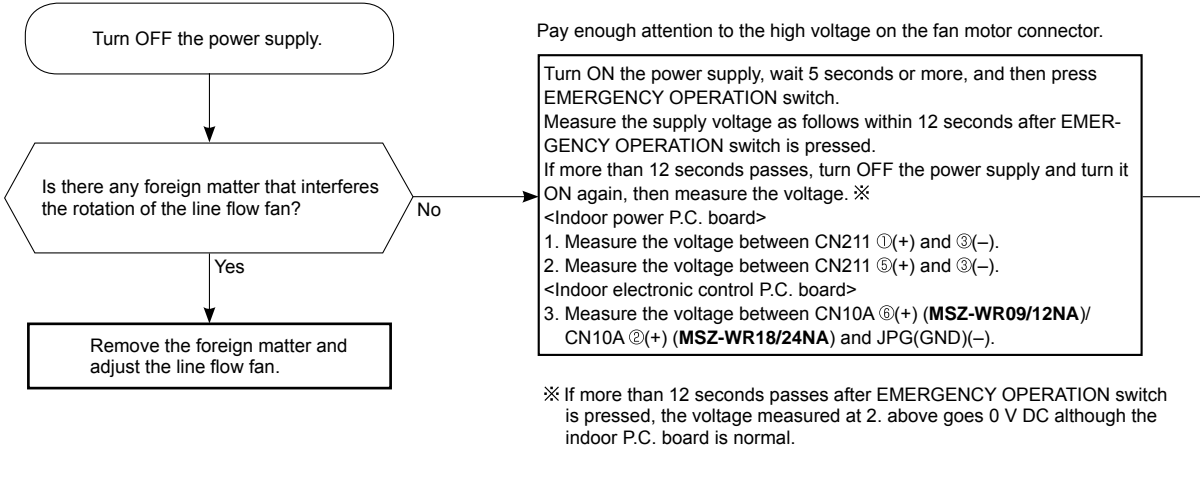 Turn OFF the power supply.
Is there any foreign matter that interferes
the rotation of the line flow fan?
No
Yes
Remove the foreign matter and
adjust the line flow fan.
Pay enough attention to the high voltage on the fan motor connector.
Turn ON the power supply, wait 5 seconds or more, and then press
EMERGENCY OPERATION switch.
Measure the supply voltage as follows within 12 seconds after EMER-
GENCY OPERATION switch is pressed.
If more than 12 seconds passes, turn OFF the power supply and turn it
ON again, then measure the voltage. ※
<Indoor power P.C. board>
1. Measure the voltage between CN211 ①(+) and ③(–).
2. Measure the voltage between CN211 ⑤(+) and ③(–).
<Indoor electronic control P.C. board>
3. Measure the voltage between CN10A ⑥(+) (MSZ-WR09/12NA)/
CN10A ②(+) (MSZ-WR18/24NA) and JPG(GND)(–).
※ If more than 12 seconds passes after EMERGENCY OPERATION switch
is pressed, the voltage measured at 2. above goes 0 V DC although the
indoor P.C. board is normal.